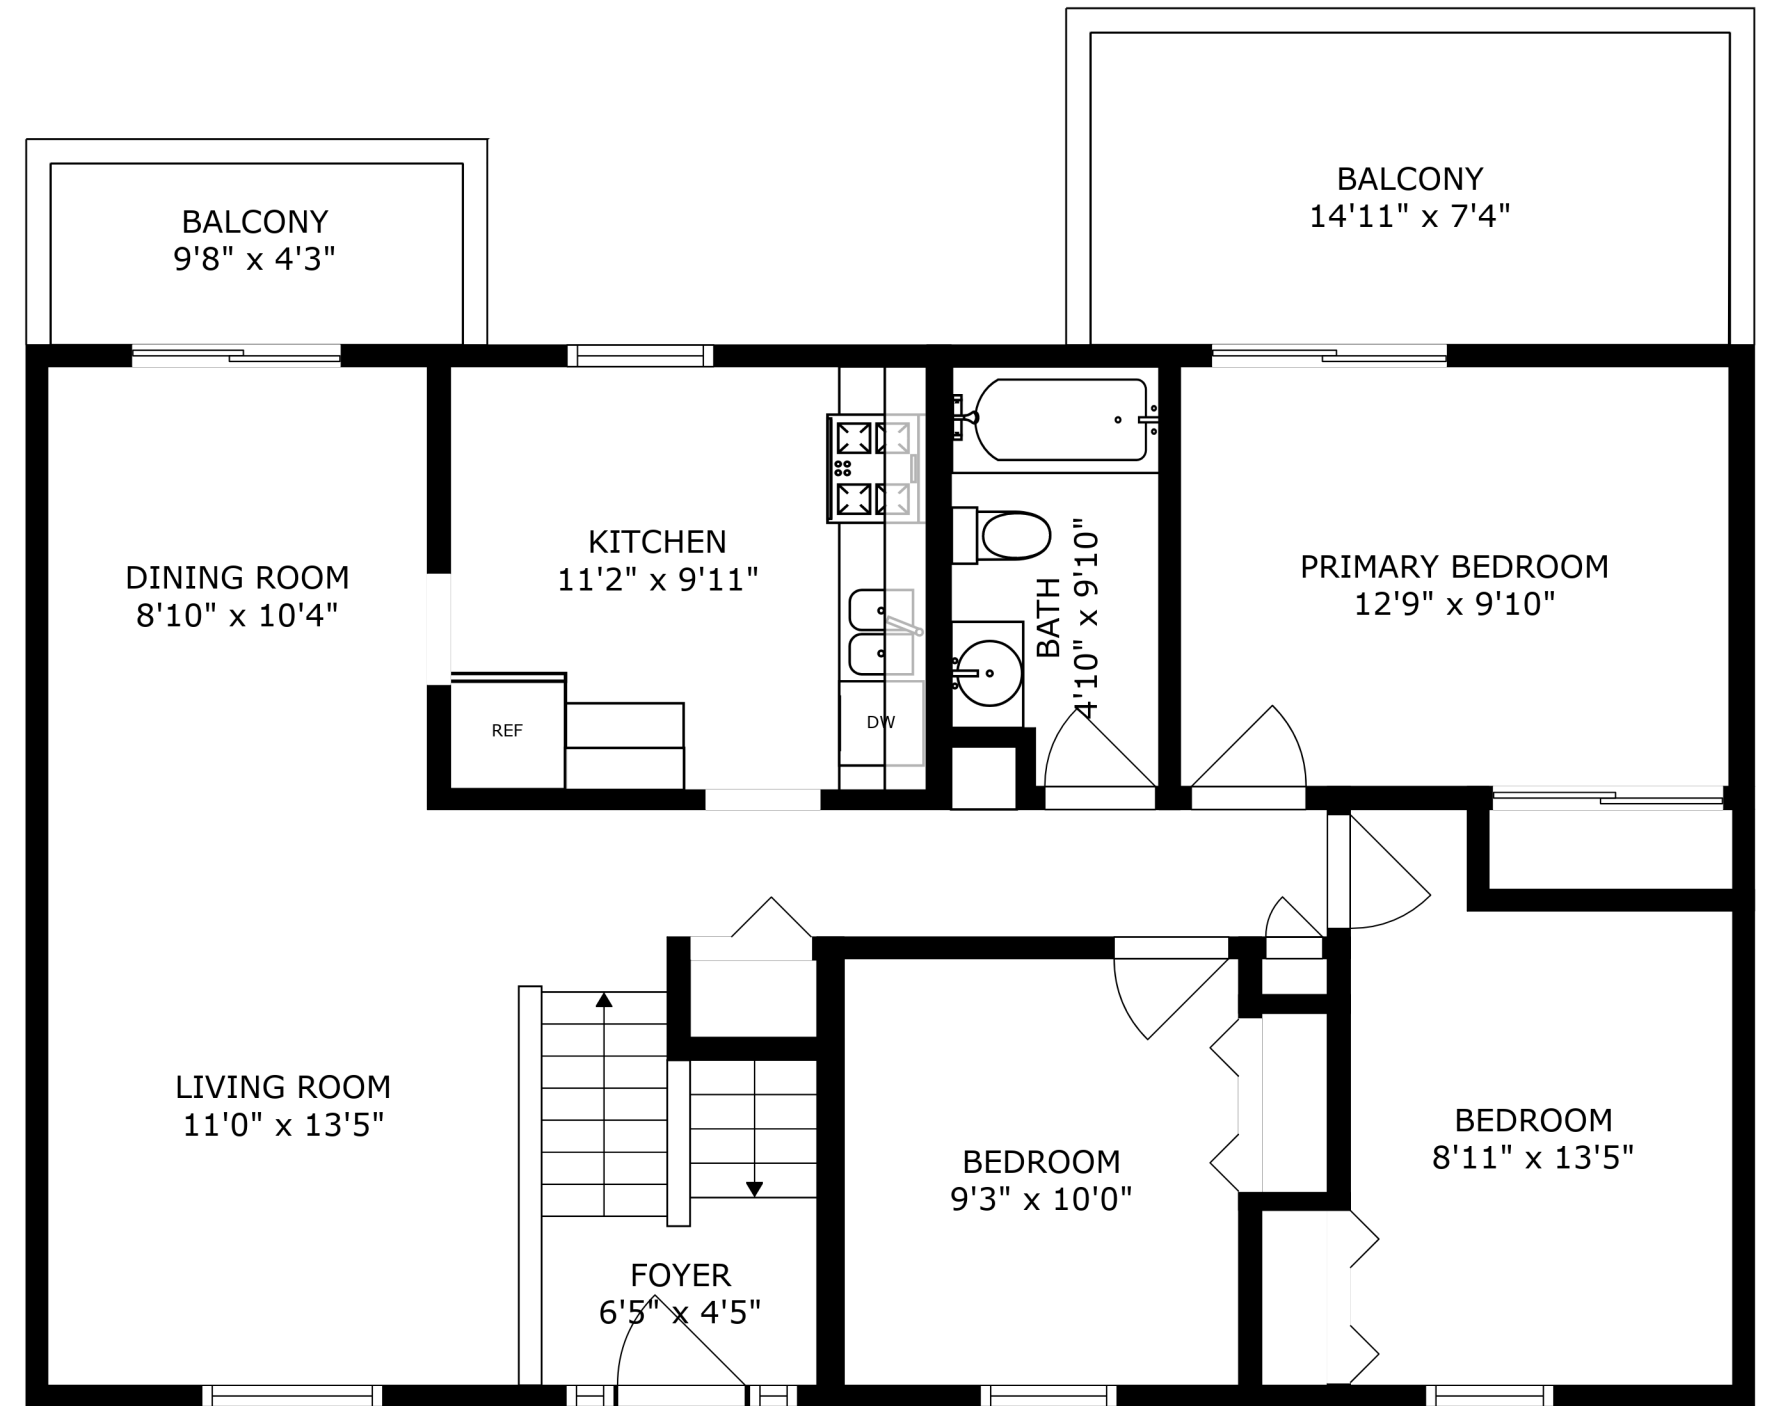 BALCONY
14'11" x 7'4"
BALCONY
9'8" x 4'3"
KITCHEN
11'2" x 9'11"
DINING ROOM
8'10" x 10'4"
PRIMARY BEDROOM
12'9" x 9'10"
BATH
4'10" x 9'10"
REF
DW
LIVING ROOM
11'0" x 13'5"
BEDROOM
9'3" x 10'0"
BEDROOM
8'11" x 13'5"
FOYER
6'5" x 4'5"